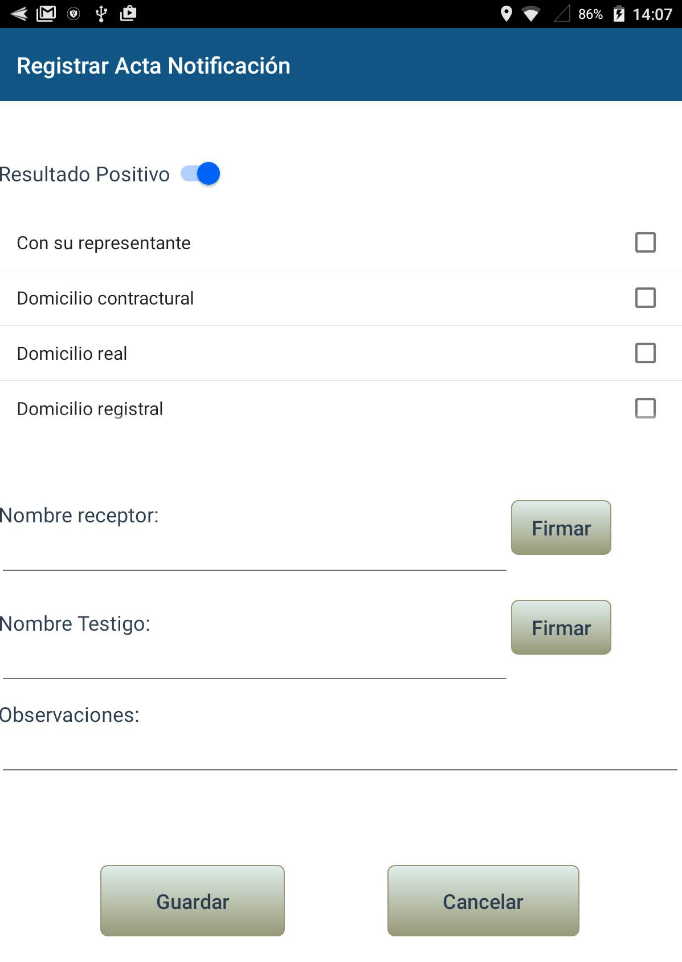 86% 14:07
Registrar Acta Notificación
Resultado Positivo
Con su representante
Domicilio contractural
Domicilio real
Domicilio registral
Nombre receptor:
Firmar
Nombre Testigo:
Firmar
Observaciones:
Guardar Cancelar